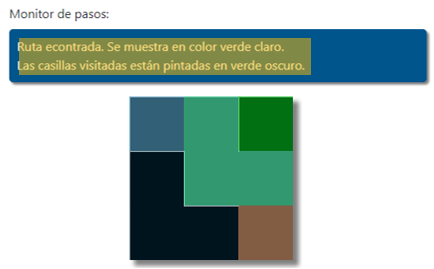 Monitor de pasos:
Ruta econtrada. Se muestra en color verde claro.
Las casillas visitadas están pintadas en verde oscuro.